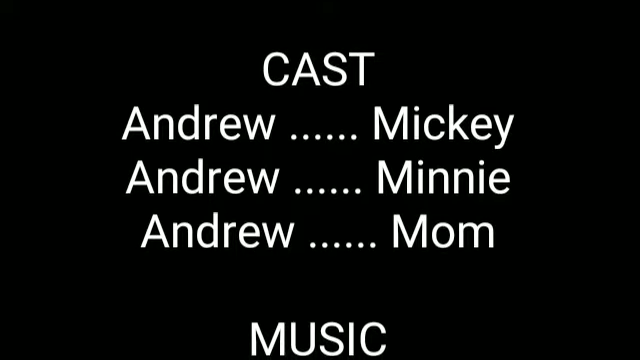 CAST
Andrew ...... Mickey
Andrew ...... Minnie
Andrew ...... Mom
MUSIC